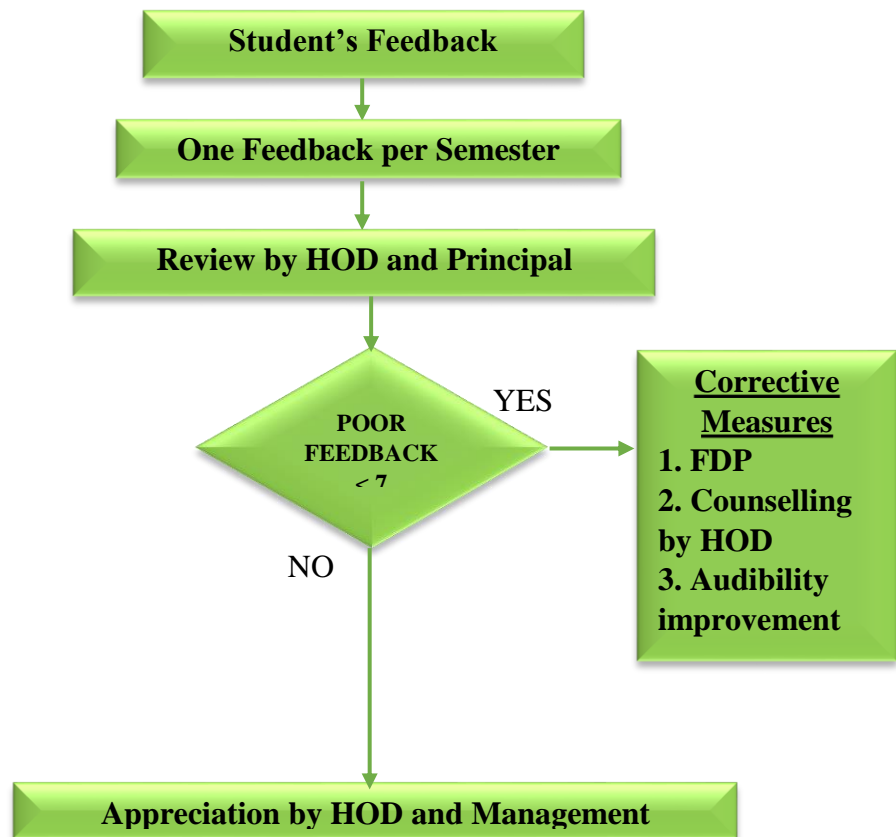 Student’s Feedback
One Feedback per Semester
Review by HOD and Principal
YES
POOR
FEEDBACK
< 7
Corrective
Measures
1. FDP
2. Counselling
by HOD
3. Audibility
improvement
NO
Appreciation by HOD and Management